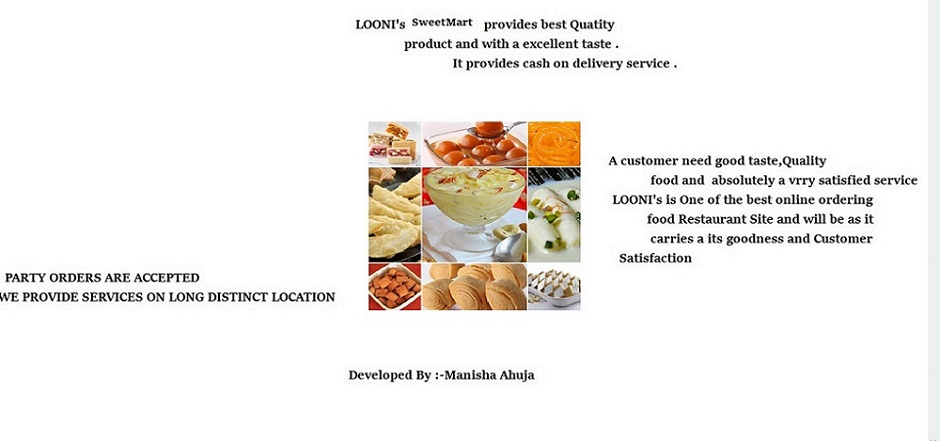 LOONI's SweetMart provides best Quatity
product and with a excellent taste .
It provides cash on delivery service .
A customer need good taste,Quality
food and absolutely a vrry satisfied service
LOONI's is One of the best online ordering
food Restaurant Site and will be as it
carries a its goodness and Customer
Satisfaction
PARTY ORDERS ARE ACCEPTED
WE PROVIDE SERVICES ON LONG DISTINCT LOCATION
Developed By :-Manisha Ahuja